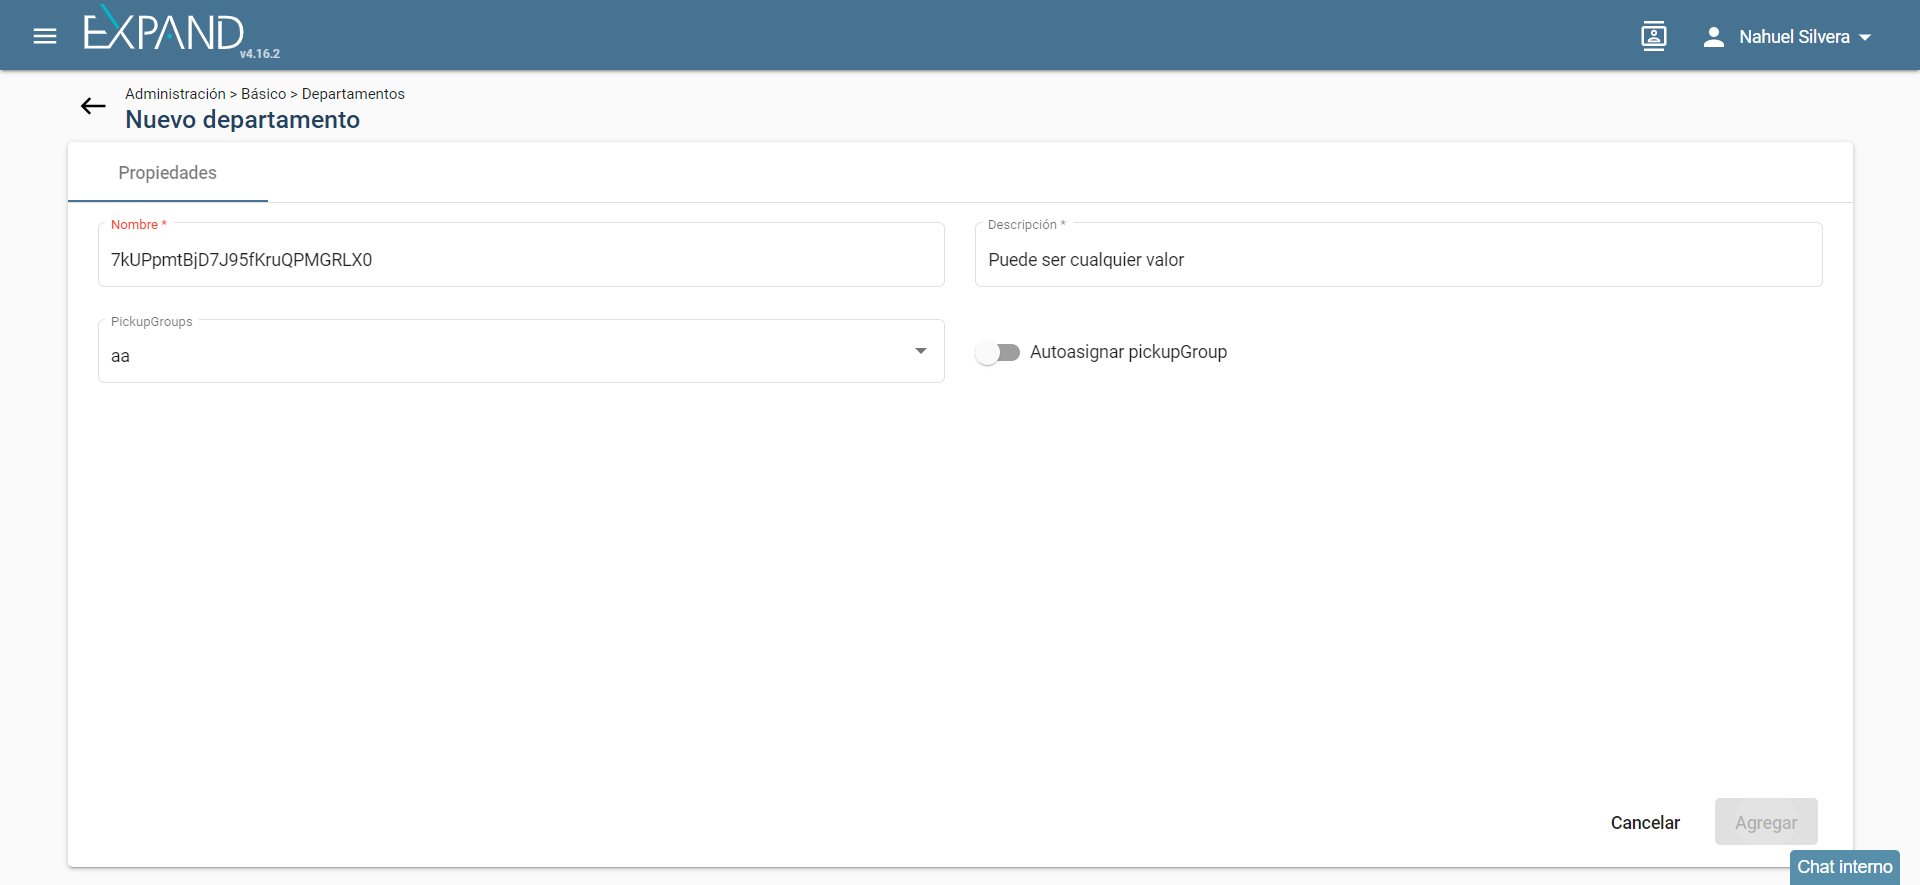 EXPAND
v4.16.2
Nahuel Silvera
Administración > Básico > Departamentos
Nuevo departamento
Propiedades
Nombre *
7kUPpmtBjD7J95fKruQPMGRLX0
Descripción *
Puede ser cualquier valor
PickupGroups
aa
Autoasignar pickupGroup
Cancelar
Agregar
Chat interno